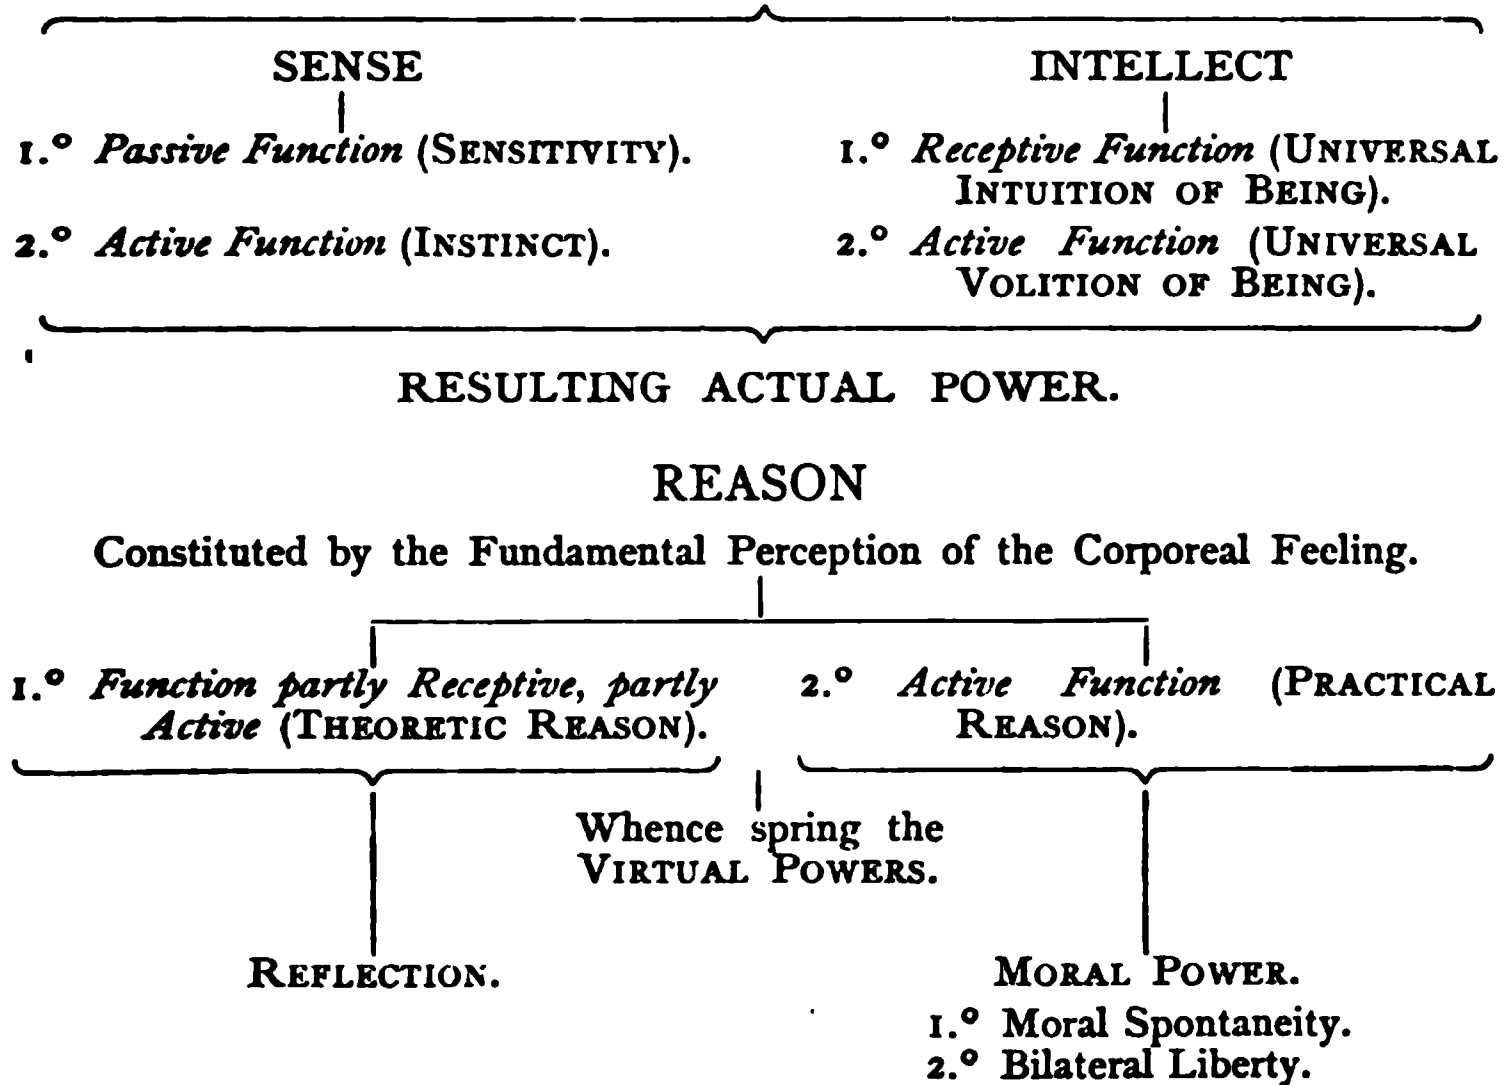 SENSE
1.º Passive Function (SENSITIVITY).
2.º Active Function (INSTINCT).
INTELLECT
1.º Receptive Function (UNIVERSAL
INTUITION OF BEING).
2.º Active Function (UNIVERSAL
VOLITION OF BEING).
RESULTING ACTUAL POWER.
REASON
Constituted by the Fundamental Perception of the Corporeal Feeling.
1.º Function partly Receptive, partly
Active (THEORETIC REASON).
2.º Active Function (PRACTICAL
REASON).
Whence spring the
VIRTUAL POWERS.
REFLECTION.
MORAL POWER.
1.º Moral Spontaneity.
2.º Bilateral Liberty.